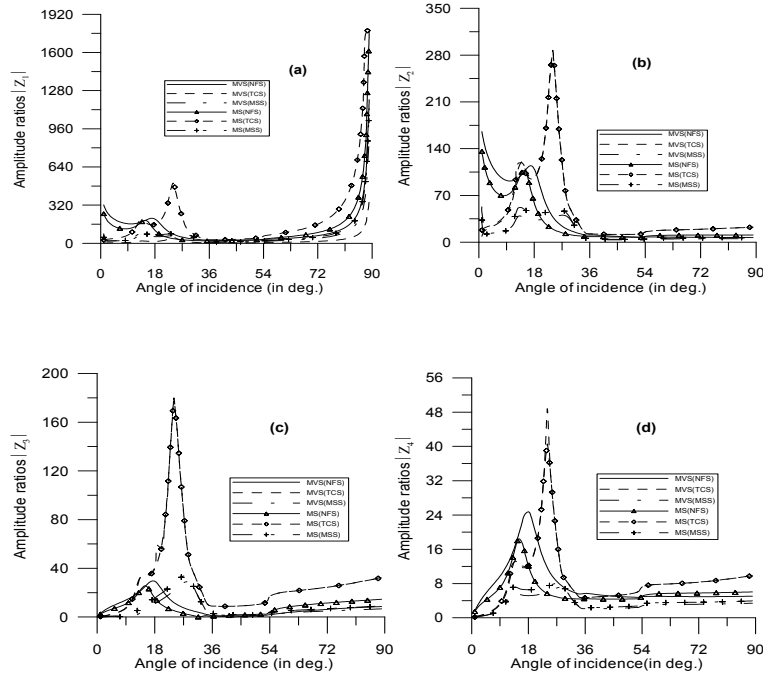 1920
1600
1280
960
640
320
0
Amplitude ratios |Z1|
(a)
MVS(NFS)
MVS(TCS)
MVS(MSS)
MS(NFS)
MS(TCS)
MS(MSS)
0 18 36 54 72 90
Angle of incidence (in deg.)
350
280
210
140
70
0
Amplitude ratios |Z2|
(b)
MVS(NFS)
MVS(TCS)
MVS(MSS)
MS(NFS)
MS(TCS)
MS(MSS)
0 18 36 54 72 90
Angle of incidence (in deg.)
200
160
120
80
40
0
Amplitude ratios |Z3|
(c)
MVS(NFS)
MVS(TCS)
MVS(MSS)
MS(NFS)
MS(TCS)
MS(MSS)
0 18 36 54 72 90
Angle of incidence (in deg.)
56
48
40
32
24
16
8
0
Amplitude ratios |Z4|
(d)
MVS(NFS)
MVS(TCS)
MVS(MSS)
MS(NFS)
MS(TCS)
MS(MSS)
0 18 36 54 72 90
Angle of incidence(in deg.)